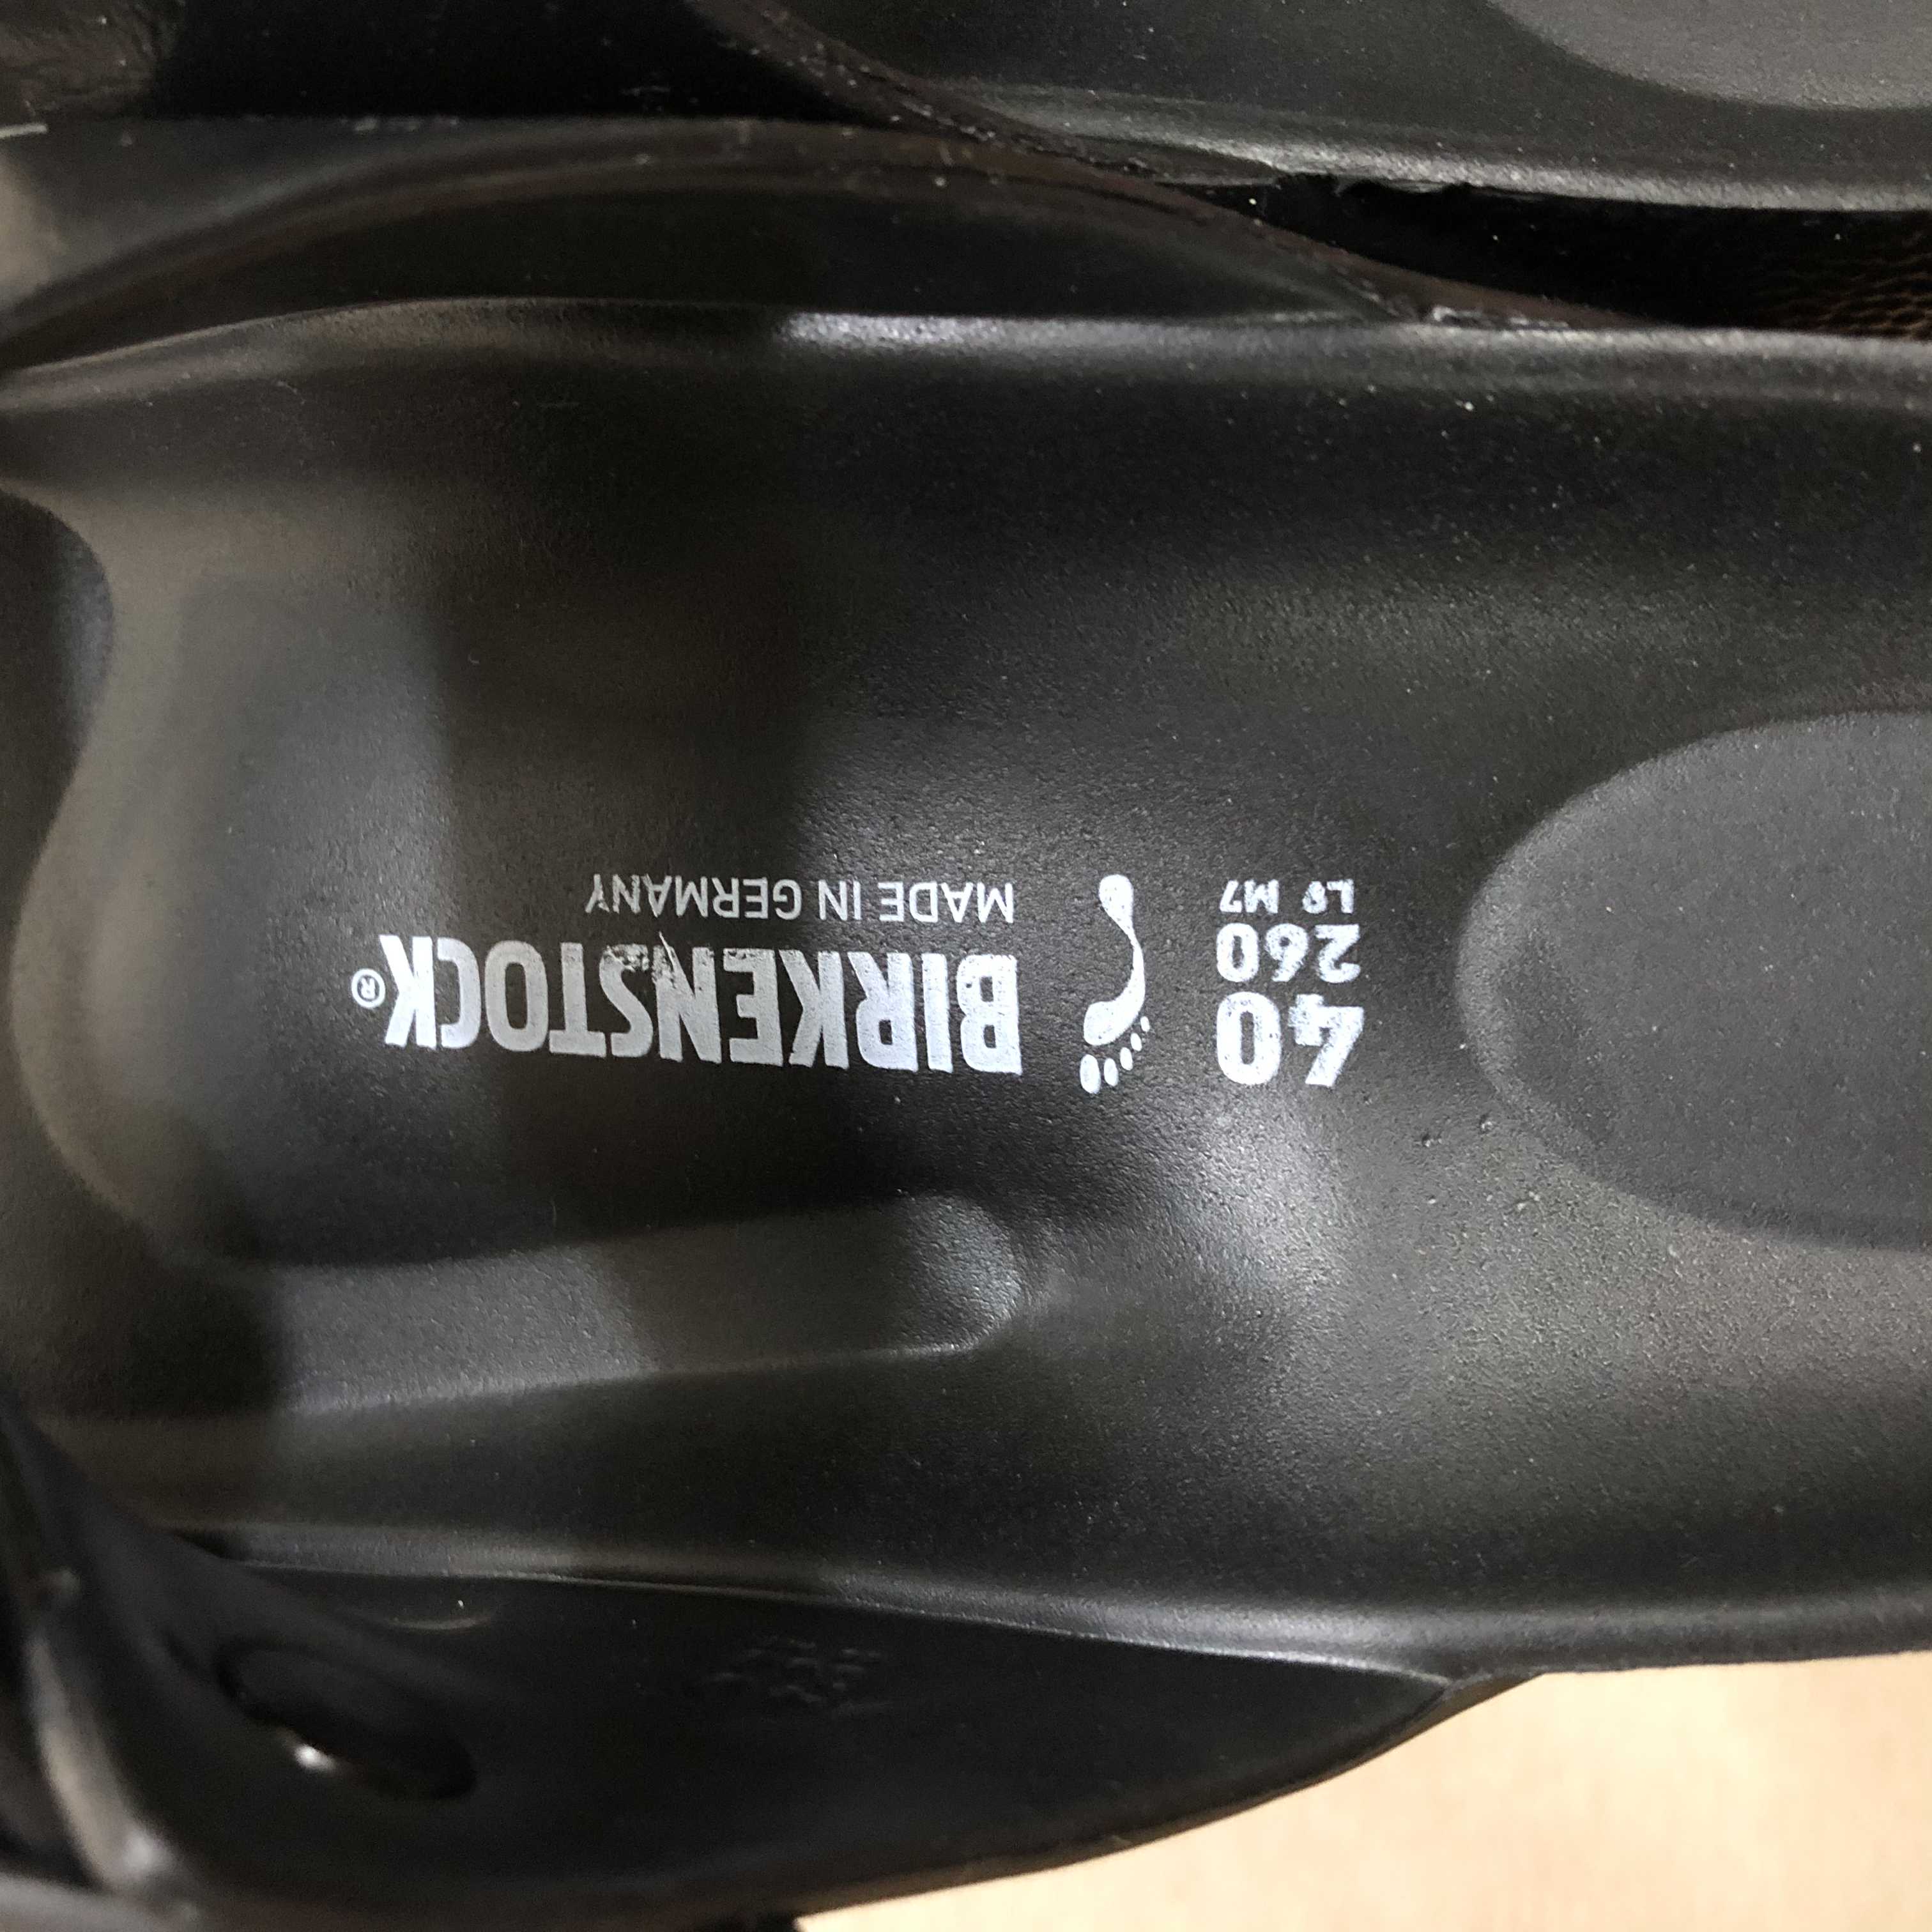 BIRKENSTOCK®
MADE IN GERMANY
40
260
L9 M7